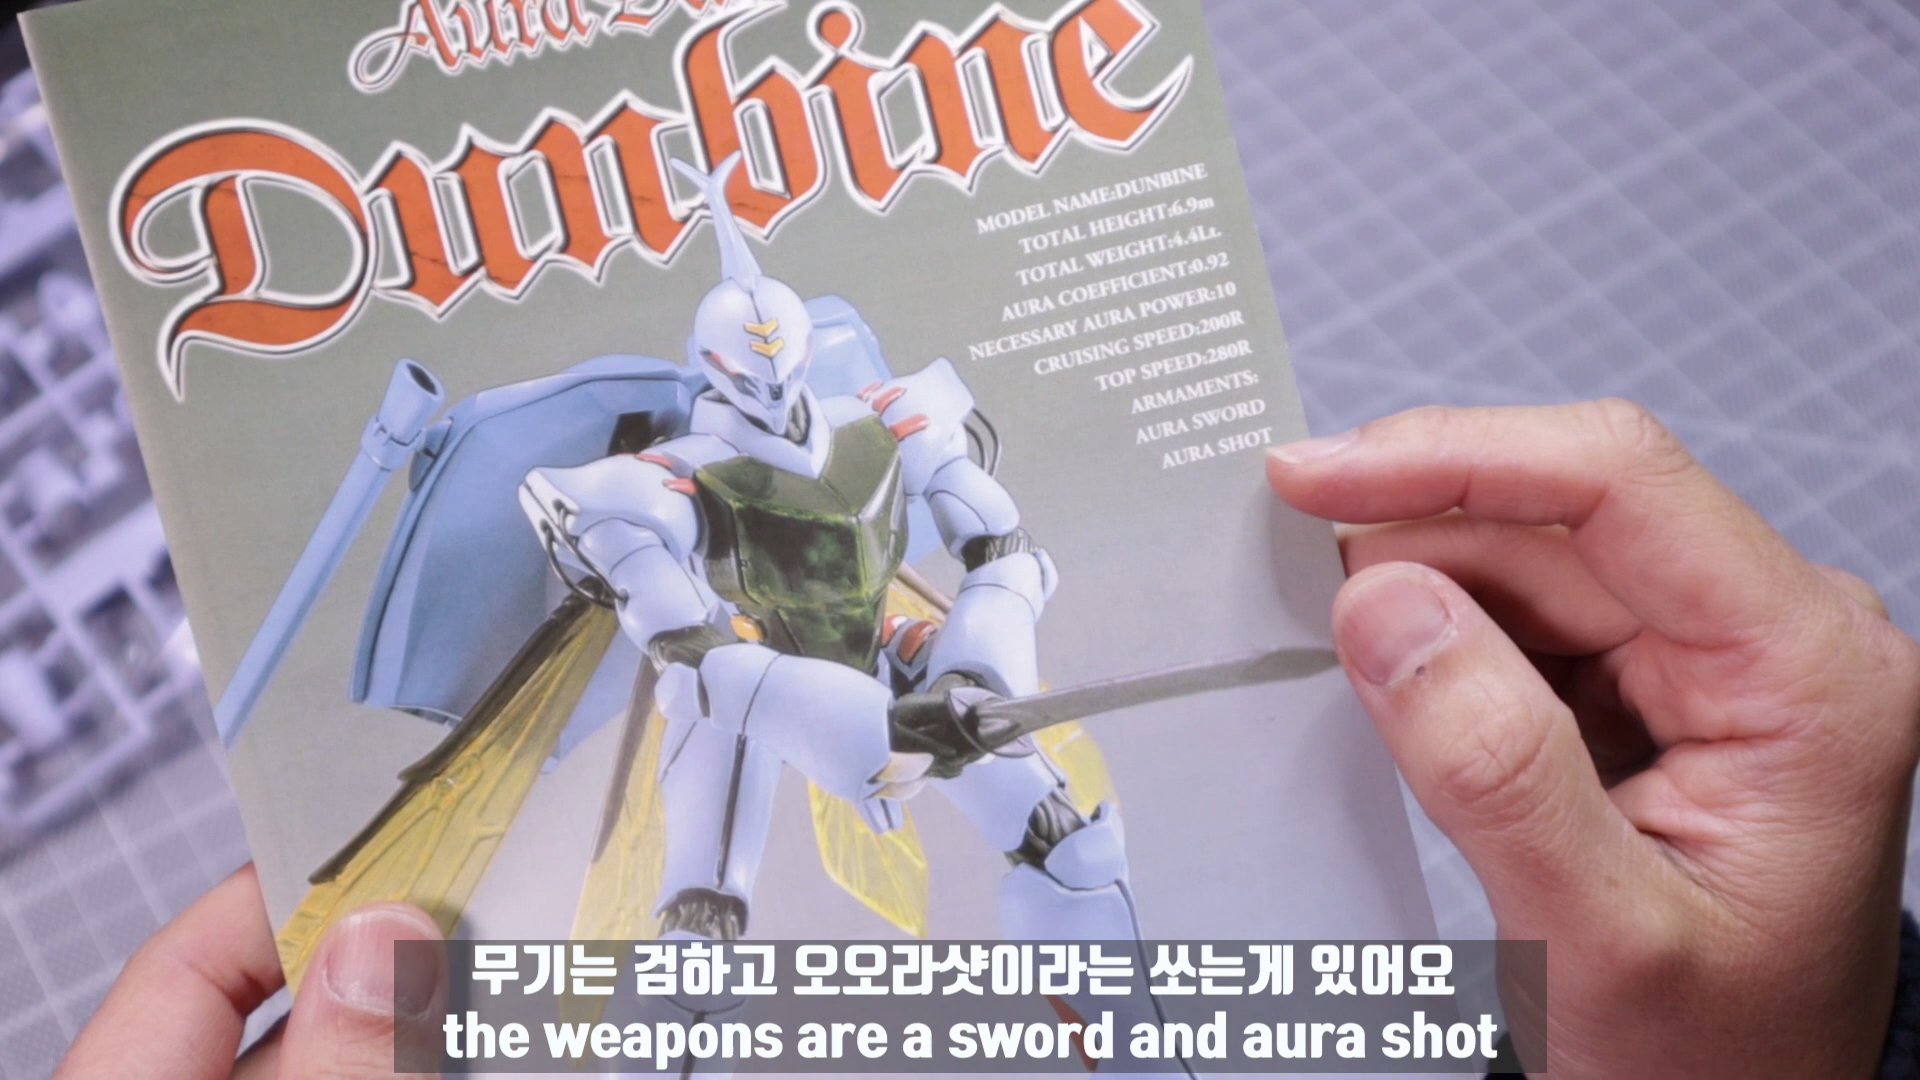 Aura
Dunbine
MODEL NAME:DUNBINE
TOTAL HEIGHT:6.9m
TOTAL WEIGHT:4.4Lt.
AURA COEFFICIENT:0.92
NECESSARY AURA POWER:10
CRUISING SPEED:200R
TOP SPEED:280R
ARMAMENTS:
AURA SWORD
AURA SHOT
무기는 검하고 오오라샷이라는 쏘는게 있어요
the weapons are a sword and aura shot